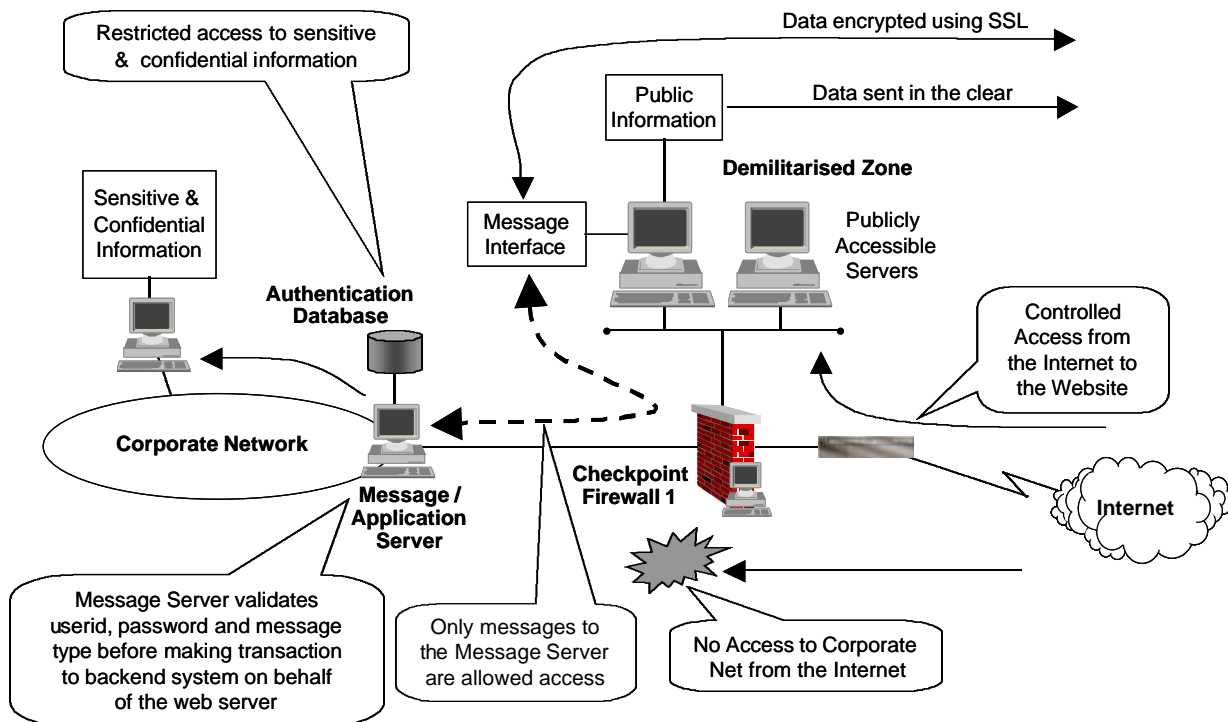 Restricted access to sensitive
& confidential information
Data encrypted using SSL
Public
Information
Data sent in the clear
Demilitarised Zone
Sensitive &
Confidential
Information
Message
Interface
Publicly
Accessible
Servers
Authentication
Database
Controlled
Access from
the Internet to
the Website
Corporate Network
Checkpoint
Firewall 1
Message /
Application
Server
Internet
Message Server validates
userid, password and message
type before making transaction
to backend system on behalf
of the web server
Only messages to
the Message Server
are allowed access
No Access to Corporate
Net from the Internet